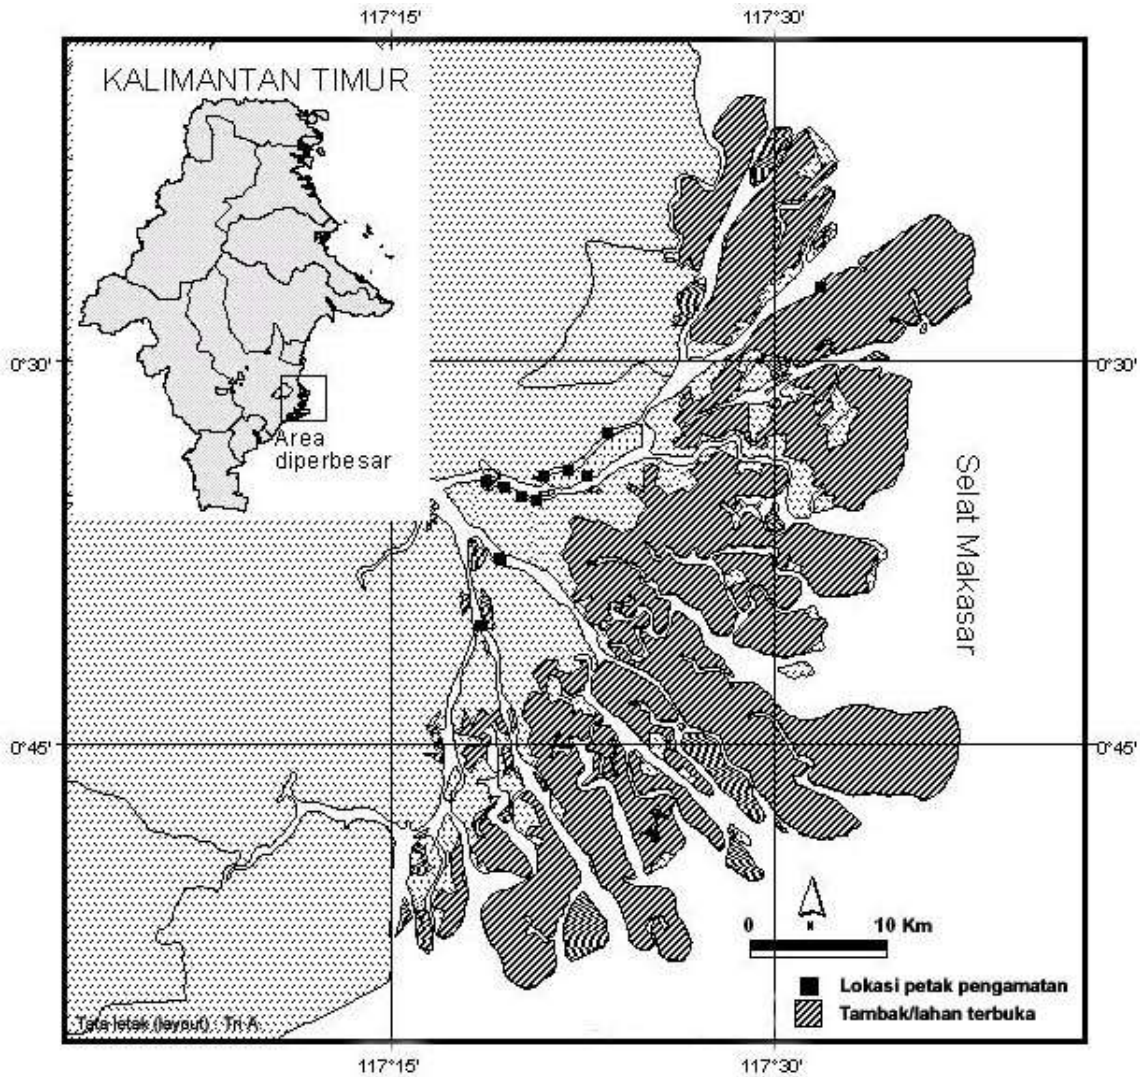 117°15' 117°30'
KALIMANTAN TIMUR
Area
diperbesar
0°30' 0°30'
Selat Makasar
0°45' 0°45'
N
0 10 Km
Lokasi petak pengamatan
Tambak/lahan terbuka
Tata letak (layout) : Tri A.
117°15' 117°30'